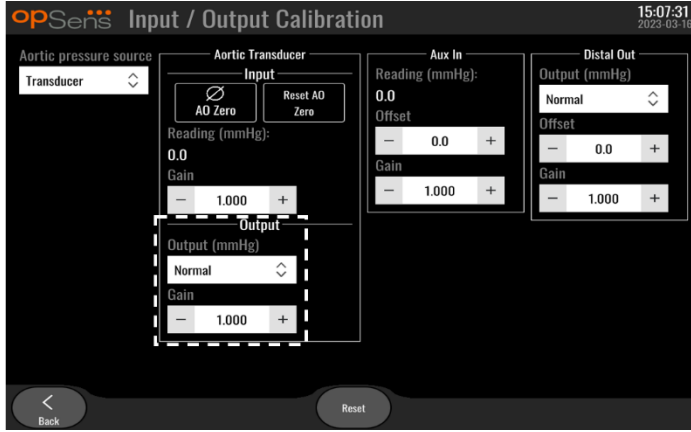 opSens Input / Output Calibration
15:07:31
2023-03-16
Aortic pressure source
Transducer
Aortic Transducer
Input
AO Zero
Reset AO
Zero
Reading (mmHg):
0.0
Gain
− 1.000 +
Output
Output (mmHg)
Normal
Gain
− 1.000 +
Aux In
Reading (mmHg):
0.0
Offset
− 0.0 +
Gain
− 1.000 +
Distal Out
Output (mmHg)
Normal
Offset
− 0.0 +
Gain
− 1.000 +
Back
Reset